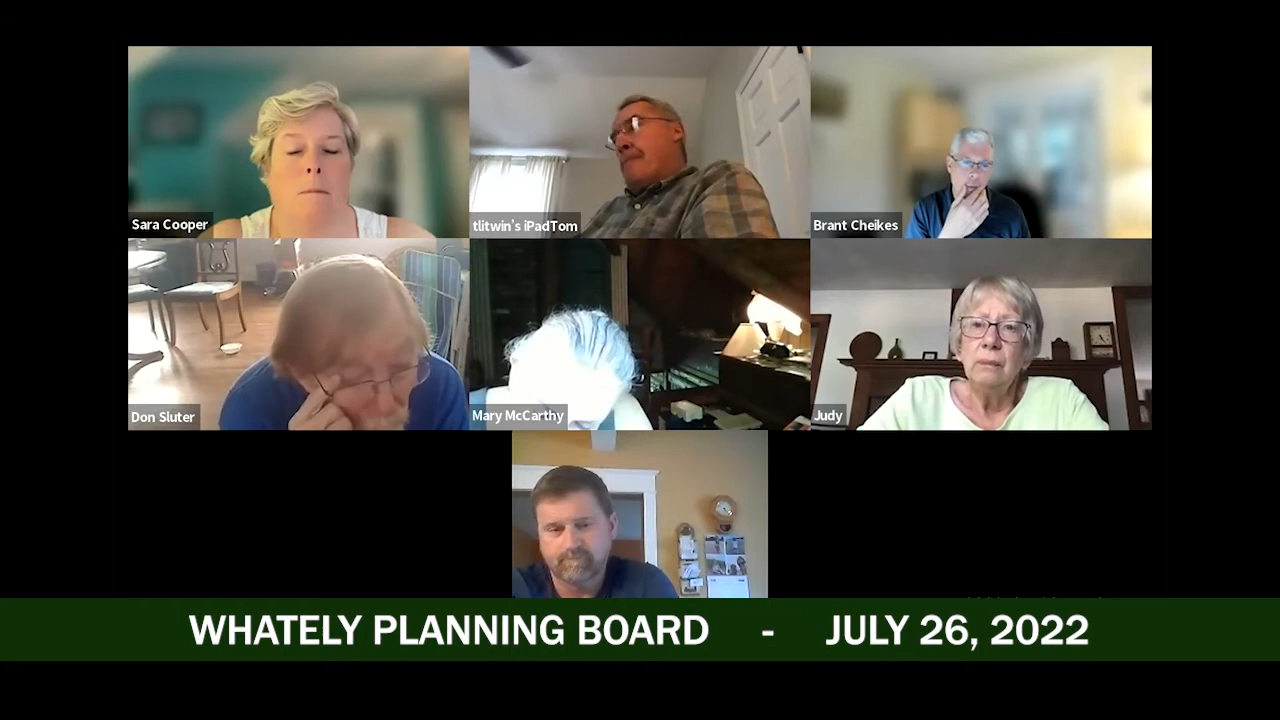 Sara Cooper
tlitwin's iPadTom
Brant Cheikes
Don Sluter
Mary McCarthy
Judy
WHATELY PLANNING BOARD - JULY 26, 2022